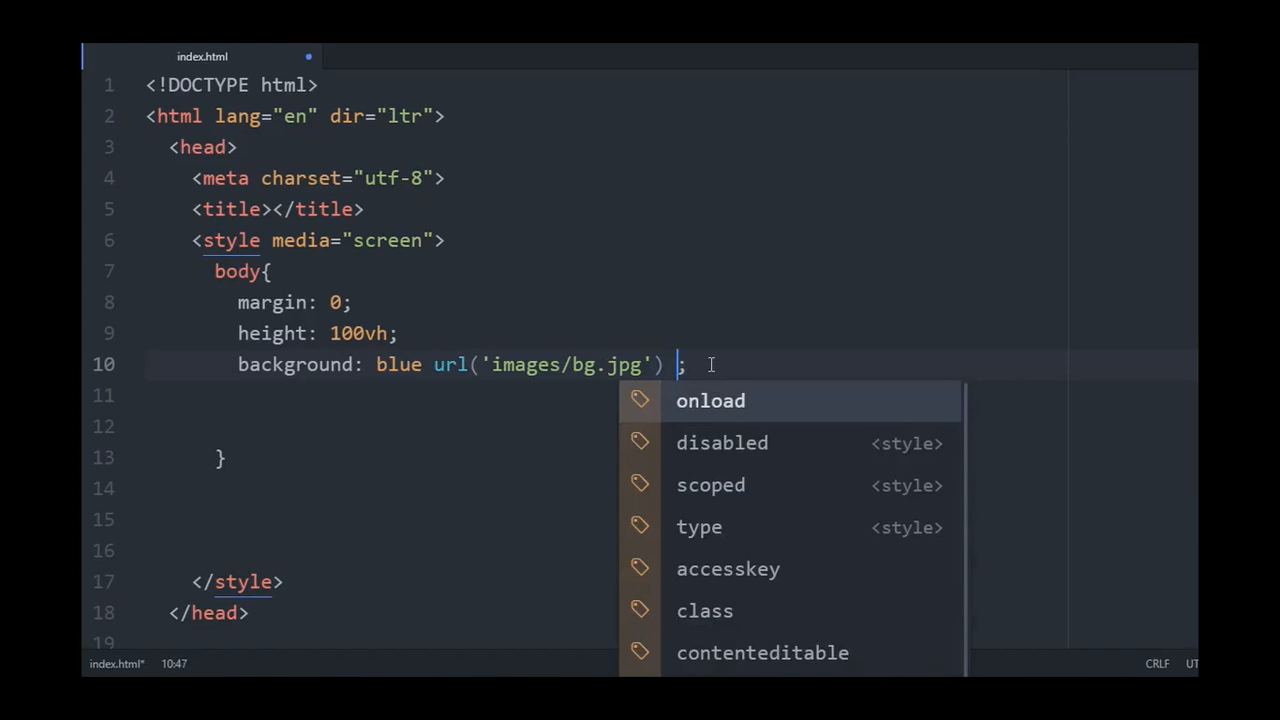 index.html
1 <!DOCTYPE html>
2 <html lang="en" dir="ltr">
3 <head>
4 <meta charset="utf-8">
5 <title></title>
6 <style media="screen">
7 body{
8 margin: 0;
9 height: 100vh;
10 background: blue url('images/bg.jpg') ;
11
onload
12
disabled <style>
13 }
14
scoped <style>
15
type <style>
16
accesskey
17 </style>
class
18 </head>
19
contenteditable
index.html* 10:47 CRLF UT